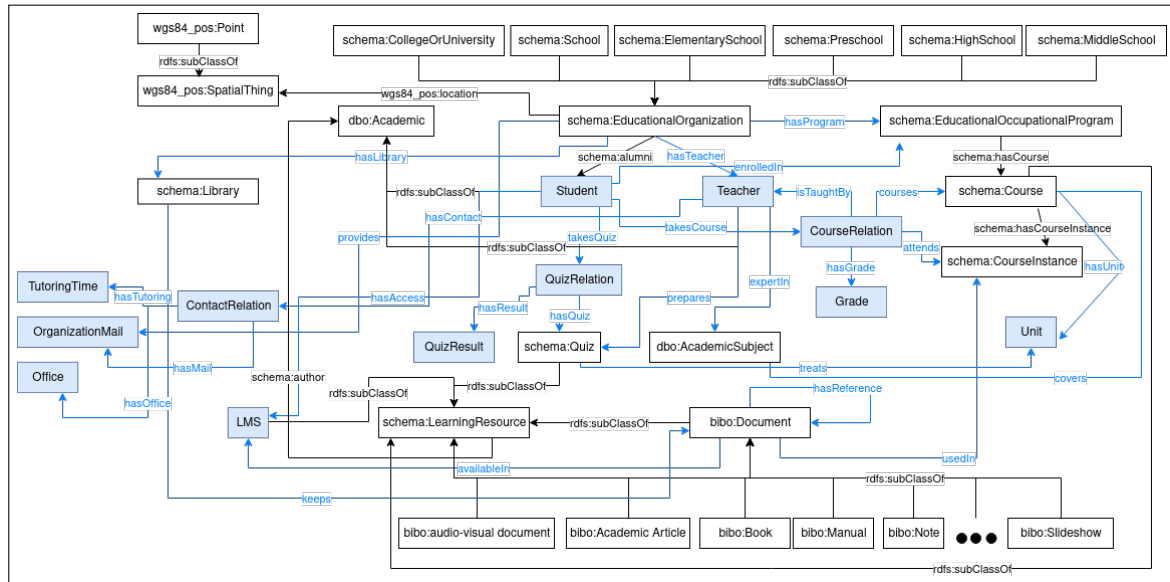 wgs84_pos:Point
schema:CollegeOrUniversity
schema:School
schema:ElementarySchool
schema:Preschool
schema:HighSchool
schema:MiddleSchool
rdfs:subClassOf
rdfs:subClassOf
wgs84_pos:SpatialThing
wgs84_pos:location
dbo:Academic
schema:EducationalOrganization
hasProgram
schema:EducationalOccupationalProgram
hasLibrary
schema:alumni
hasTeacher
enrolledIn
schema:hasCourse
schema:Library
rdfs:subClassOf
Student
Teacher
isTaughtBy
courses
schema:Course
hasContact
provides
takesQuiz
takesCourse
CourseRelation
schema:hasCourseInstance
rdfs:subClassOf
attends
schema:CourseInstance
hasUnit
hasGrade
TutoringTime
hasTutoring
ContactRelation
hasAccess
QuizRelation
expertIn
prepares
Grade
hasResult
hasQuiz
OrganizationMail
QuizResult
schema:Quiz
dbo:AcademicSubject
Unit
hasMail
treats
Office
schema:author
rdfs:subClassOf
rdfs:subClassOf
hasReference
covers
hasOffice
LMS
schema:LearningResource
rdfs:subClassOf
bibo:Document
availableIn
usedIn
rdfs:subClassOf
keeps
bibo:audio-visual document
bibo:Academic Article
bibo:Book
bibo:Manual
bibo:Note
bibo:Slideshow
rdfs:subClassOf